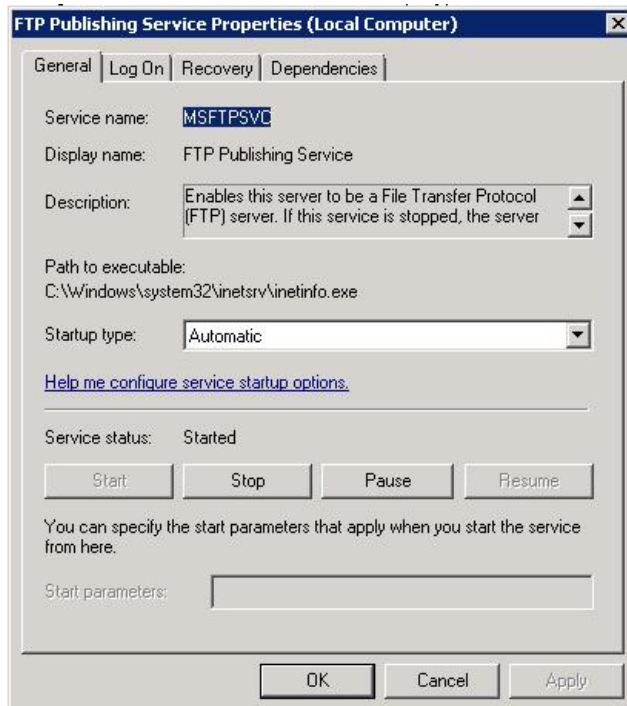 FTP Publishing Service Properties (Local Computer)
General Log On Recovery Dependencies
Service name: MSFTPSVC
Display name: FTP Publishing Service
Description: Enables this server to be a File Transfer Protocol
(FTP) server. If this service is stopped, the server
Path to executable:
C:\Windows\system32\inetsrv\inetinfo.exe
Startup type: Automatic
Help me configure service startup options.
Service status: Started
Start Stop Pause Resume
You can specify the start parameters that apply when you start the service
from here.
Start parameters:
OK Cancel Apply